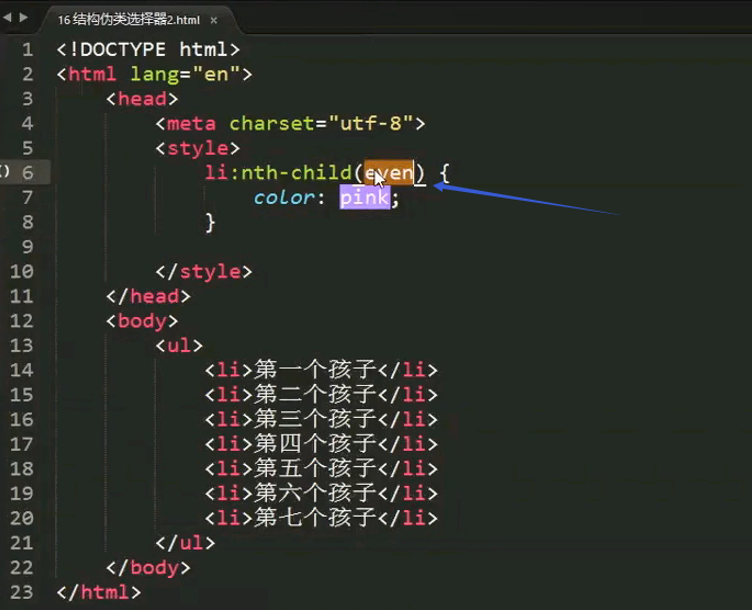 16 结构伪类选择器2.html ×
1 <!DOCTYPE html>
2 <html lang="en">
3 <head>
4 <meta charset="utf-8">
5 <style>
6 li:nth-child(even) {
7 color: pink;
8 }
9
10 </style>
11 </head>
12 <body>
13 <ul>
14 <li>第一个孩子</li>
15 <li>第二个孩子</li>
16 <li>第三个孩子</li>
17 <li>第四个孩子</li>
18 <li>第五个孩子</li>
19 <li>第六个孩子</li>
20 <li>第七个孩子</li>
21 </ul>
22 </body>
23 </html>